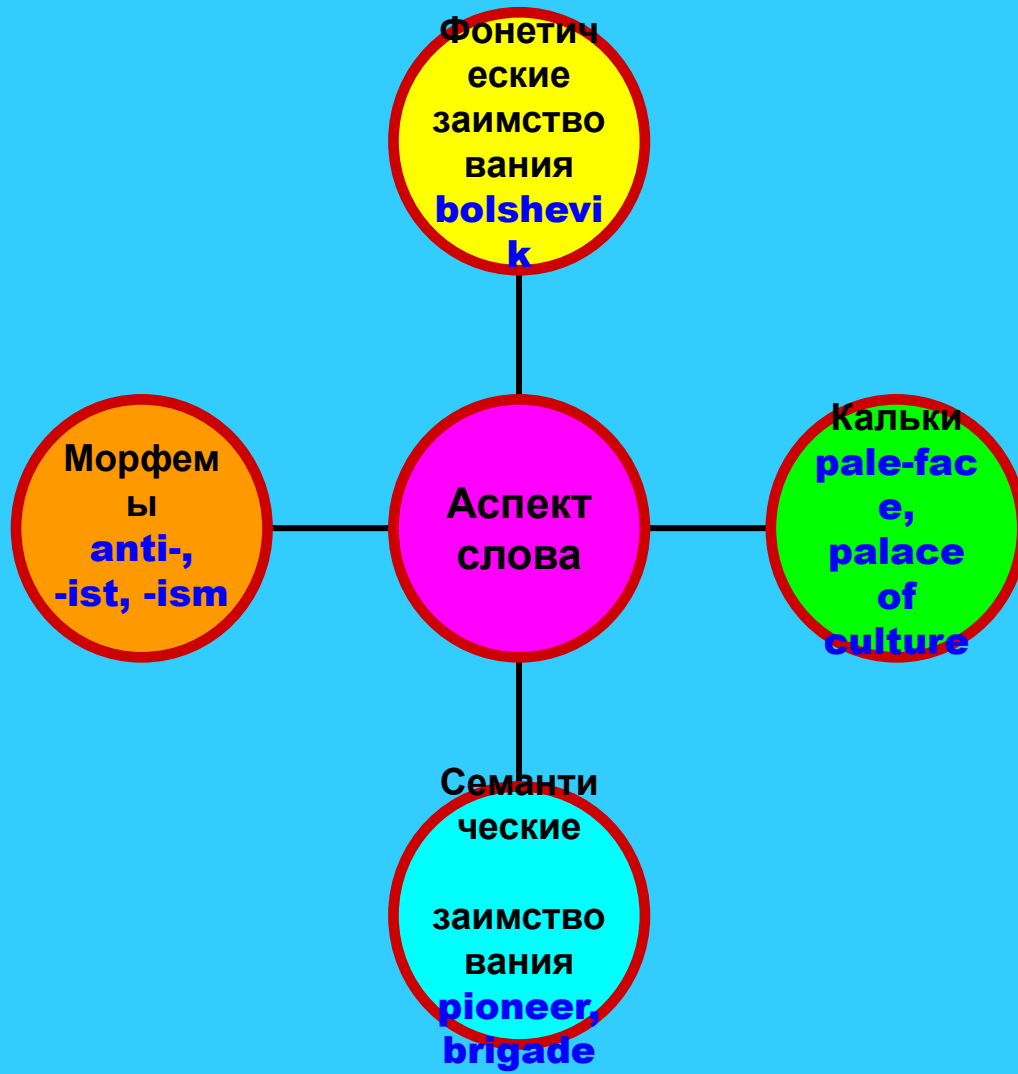 Фонетич
еские
заимство
вания
bolshevi
k
Морфем
ы
anti-,
-ist, -ism
Аспект
слова
Кальки
pale-fac
e,
palace
of
culture
Семанти
ческие
заимство
вания
pioneer,
brigade